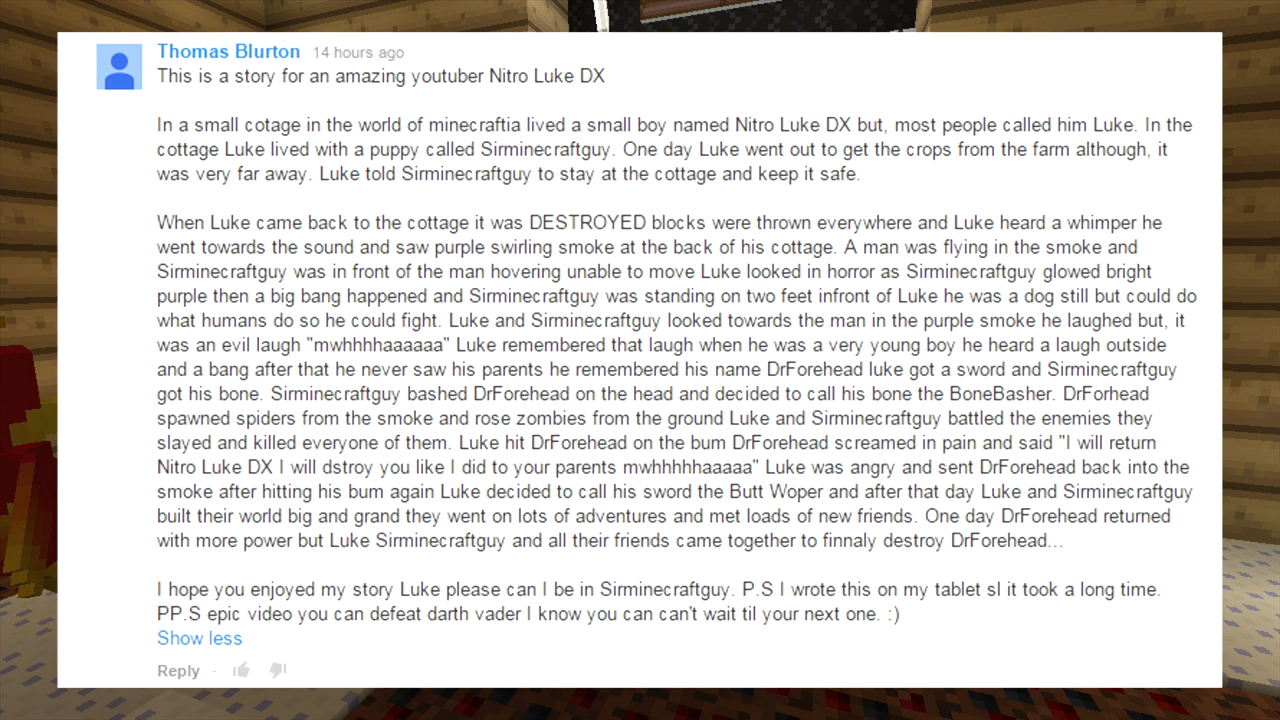 Thomas Blurton 14 hours ago
This is a story for an amazing youtuber Nitro Luke DX
In a small cotage in the world of minecraftia lived a small boy named Nitro Luke DX but, most people called him Luke. In the
cottage Luke lived with a puppy called Sirminecraftguy. One day Luke went out to get the crops from the farm although, it
was very far away. Luke told Sirminecraftguy to stay at the cottage and keep it safe.
When Luke came back to the cottage it was DESTROYED blocks were thrown everywhere and Luke heard a whimper he
went towards the sound and saw purple swirling smoke at the back of his cottage. A man was flying in the smoke and
Sirminecraftguy was in front of the man hovering unable to move Luke looked in horror as Sirminecraftguy glowed bright
purple then a big bang happened and Sirminecraftguy was standing on two feet infront of Luke he was a dog still but could do
what humans do so he could fight. Luke and Sirminecraftguy looked towards the man in the purple smoke he laughed but, it
was an evil laugh "mwhhhhaaaaaa" Luke remembered that laugh when he was a very young boy he heard a laugh outside
and a bang after that he never saw his parents he remembered his name DrForehead luke got a sword and Sirminecraftguy
got his bone. Sirminecraftguy bashed DrForehead on the head and decided to call his bone the BoneBasher. DrForhead
spawned spiders from the smoke and rose zombies from the ground Luke and Sirminecraftguy battled the enemies they
slayed and killed everyone of them. Luke hit DrForehead on the bum DrForehead screamed in pain and said "I will return
Nitro Luke DX I will dstroy you like I did to your parents mwhhhhhaaaaa" Luke was angry and sent DrForehead back into the
smoke after hitting his bum again Luke decided to call his sword the Butt Woper and after that day Luke and Sirminecraftguy
built their world big and grand they went on lots of adventures and met loads of new friends. One day DrForehead returned
with more power but Luke Sirminecraftguy and all their friends came together to finnaly destroy DrForehead...
I hope you enjoyed my story Luke please can I be in Sirminecraftguy. P.S I wrote this on my tablet sl it took a long time.
PP.S epic video you can defeat darth vader I know you can can't wait til your next one. :)
Show less
Reply